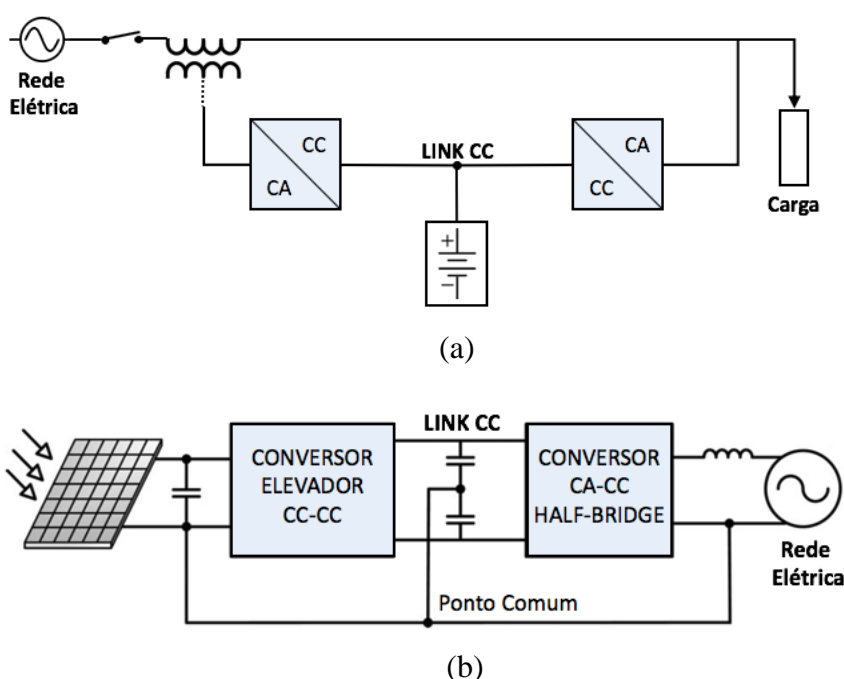 Rede
Elétrica
CC
CA
LINK CC
+
−
CA
CC
Carga
(a)
CONVERSOR
ELEVADOR
CC-CC
LINK CC
CONVERSOR
CA-CC
HALF-BRIDGE
Rede
Elétrica
Ponto Comum
(b)